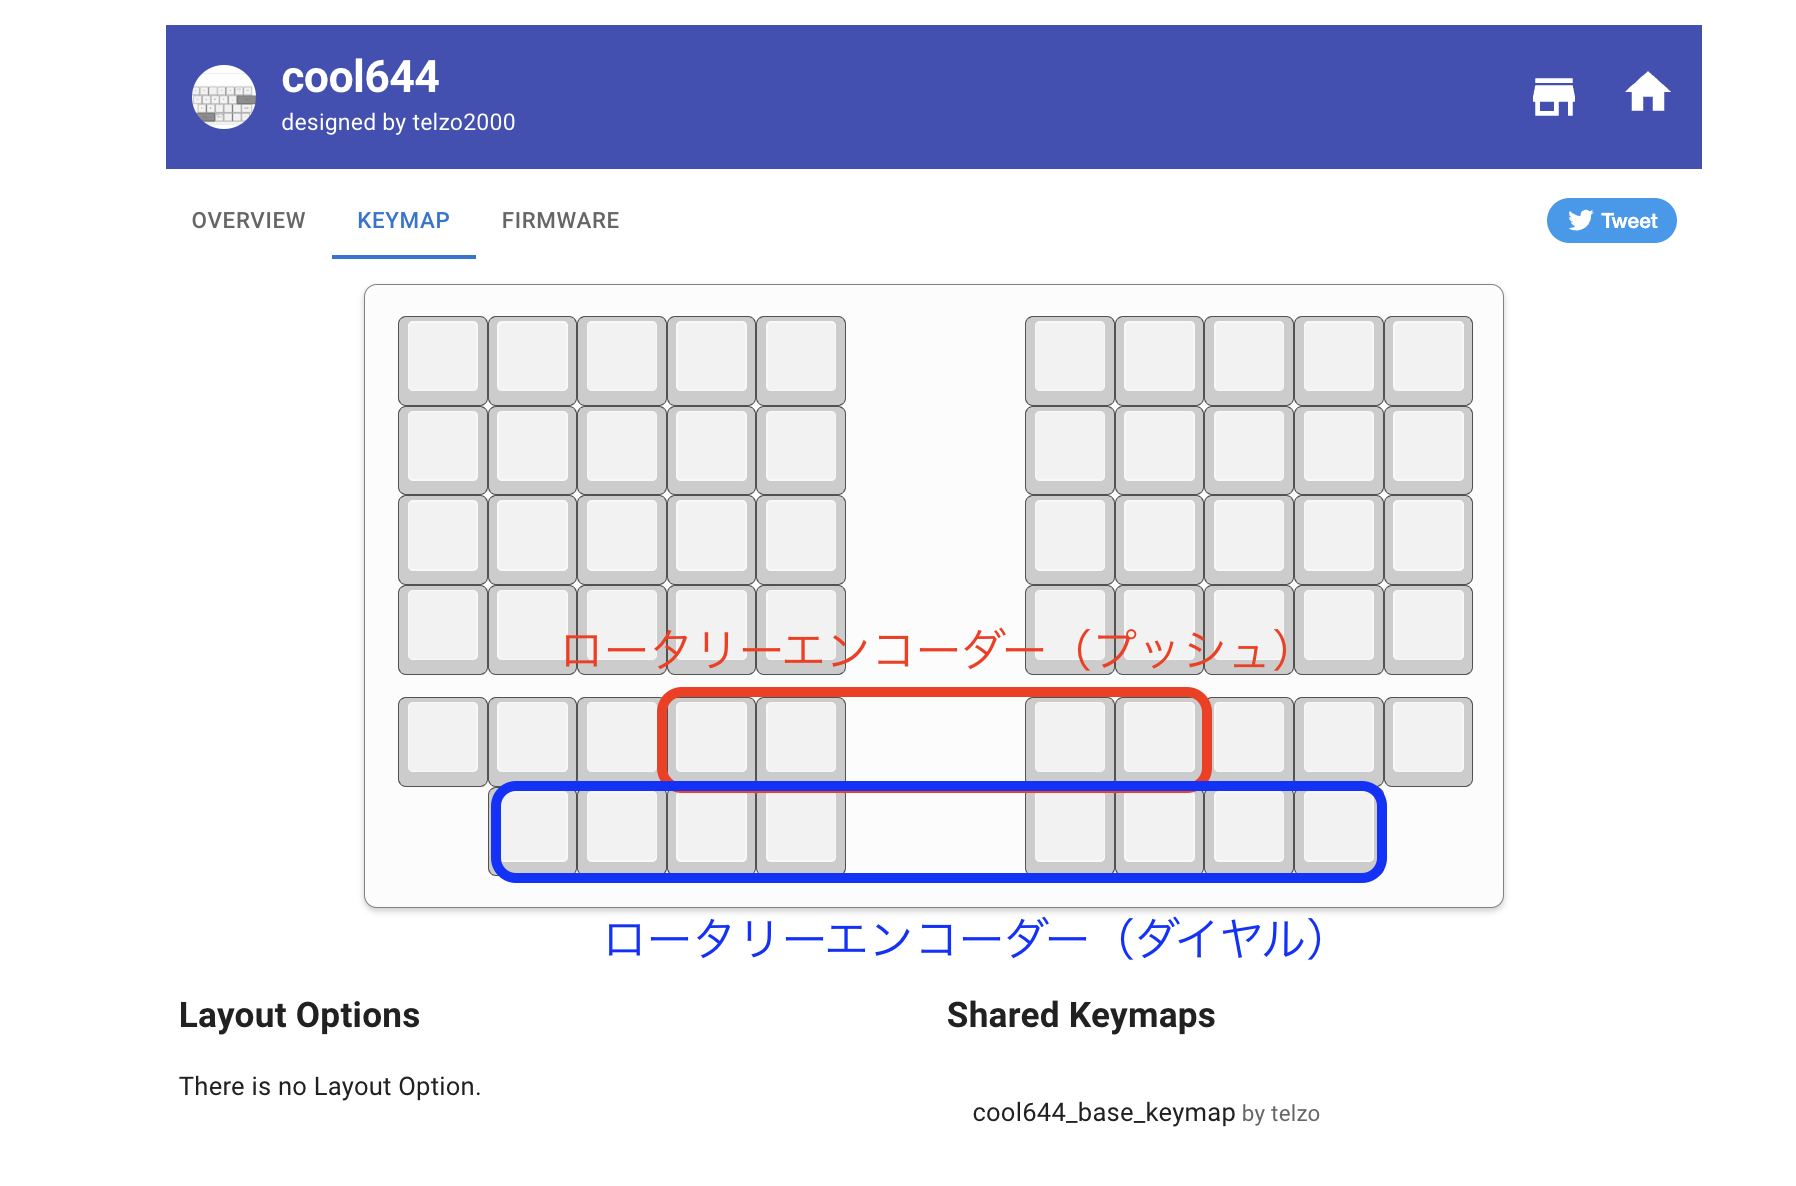 cool644
designed by telzo2000
OVERVIEW KEYMAP FIRMWARE Tweet
ロータリーエンコーダー（プッシュ）
ロータリーエンコーダー（ダイヤル）
Layout Options
There is no Layout Option.
Shared Keymaps
cool644_base_keymap by telzo